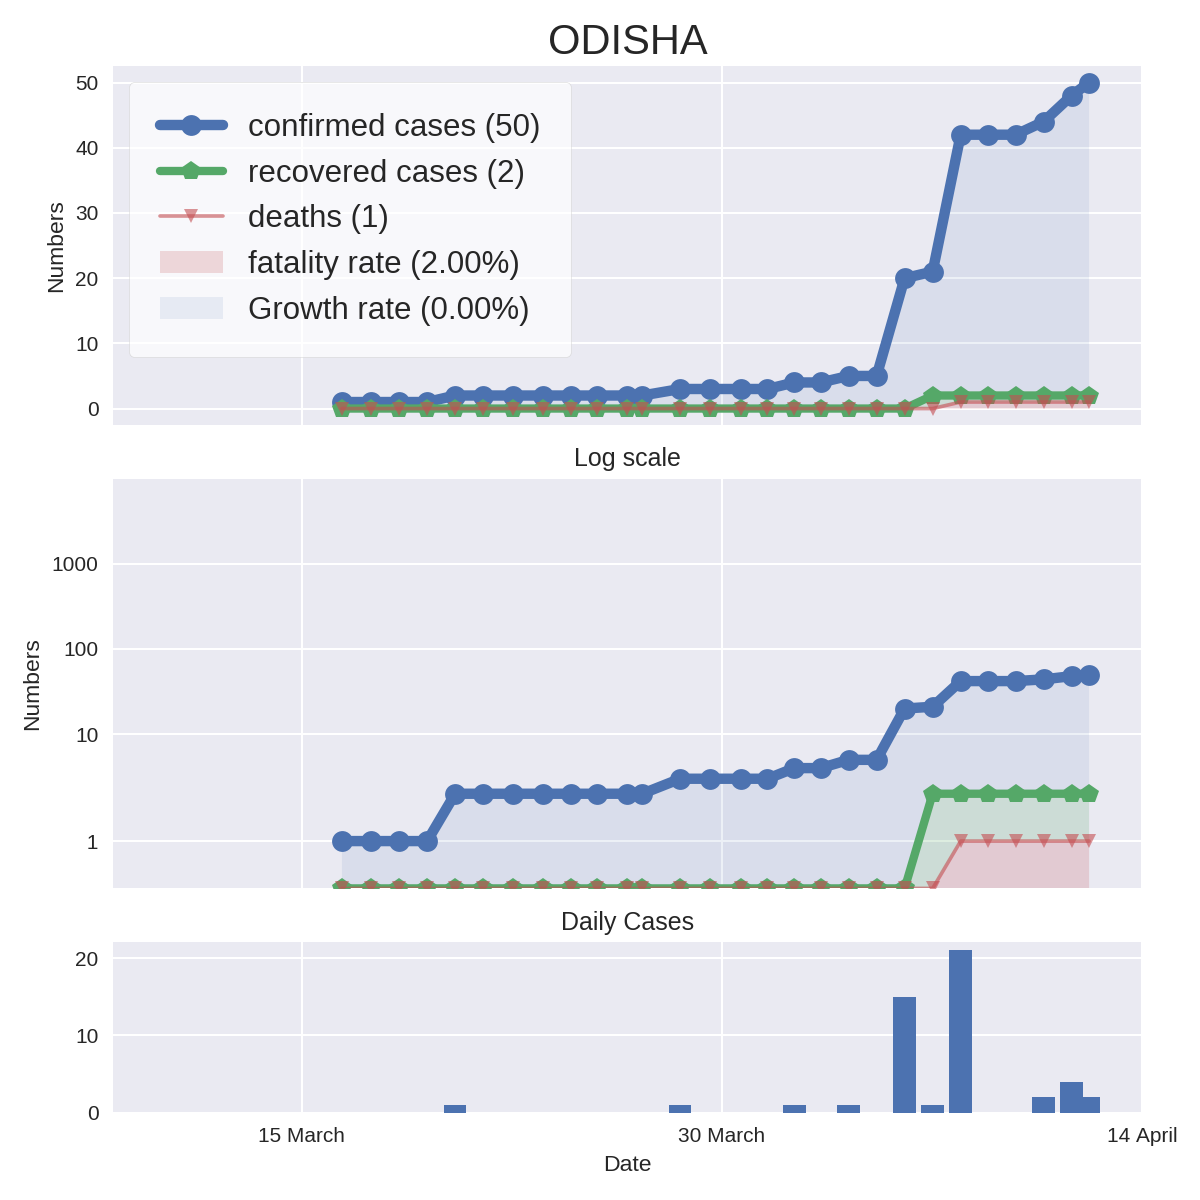 ODISHA
50
40
30
20
10
0
Numbers
confirmed cases (50)
recovered cases (2)
deaths (1)
fatality rate (2.00%)
Growth rate (0.00%)
Log scale
1000
100
10
1
Numbers
Daily Cases
20
10
0
15 March
30 March
14 April
Date